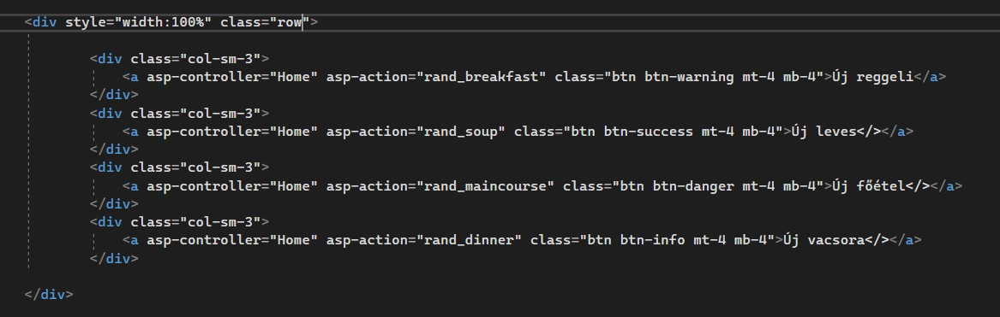 <div style="width:100%" class="row">
<div class="col-sm-3">
<a asp-controller="Home" asp-action="rand_breakfast" class="btn btn-warning mt-4 mb-4">Új reggeli</a>
</div>
<div class="col-sm-3">
<a asp-controller="Home" asp-action="rand_soup" class="btn btn-success mt-4 mb-4">Új leves</></a>
</div>
<div class="col-sm-3">
<a asp-controller="Home" asp-action="rand_maincourse" class="btn btn-danger mt-4 mb-4">Új főétel</></a>
</div>
<div class="col-sm-3">
<a asp-controller="Home" asp-action="rand_dinner" class="btn btn-info mt-4 mb-4">Új vacsora</></a>
</div>
</div>